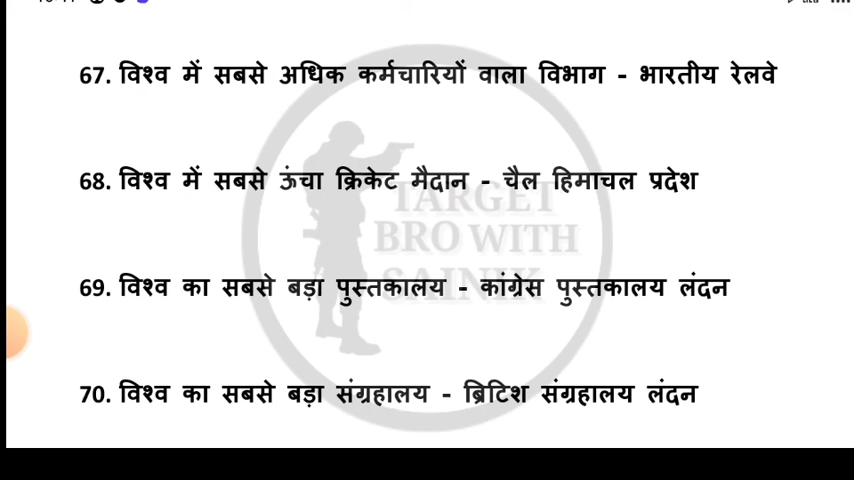 67. विश्व में सबसे अधिक कर्मचारियों वाला विभाग - भारतीय रेलवे
68. विश्व में सबसे ऊंचा क्रिकेट मैदान - चैल हिमाचल प्रदेश
TARGET
BRO WITH
SAINIK
69. विश्व का सबसे बड़ा पुस्तकालय - कांग्रेस पुस्तकालय लंदन
70. विश्व का सबसे बड़ा संग्रहालय - ब्रिटिश संग्रहालय लंदन